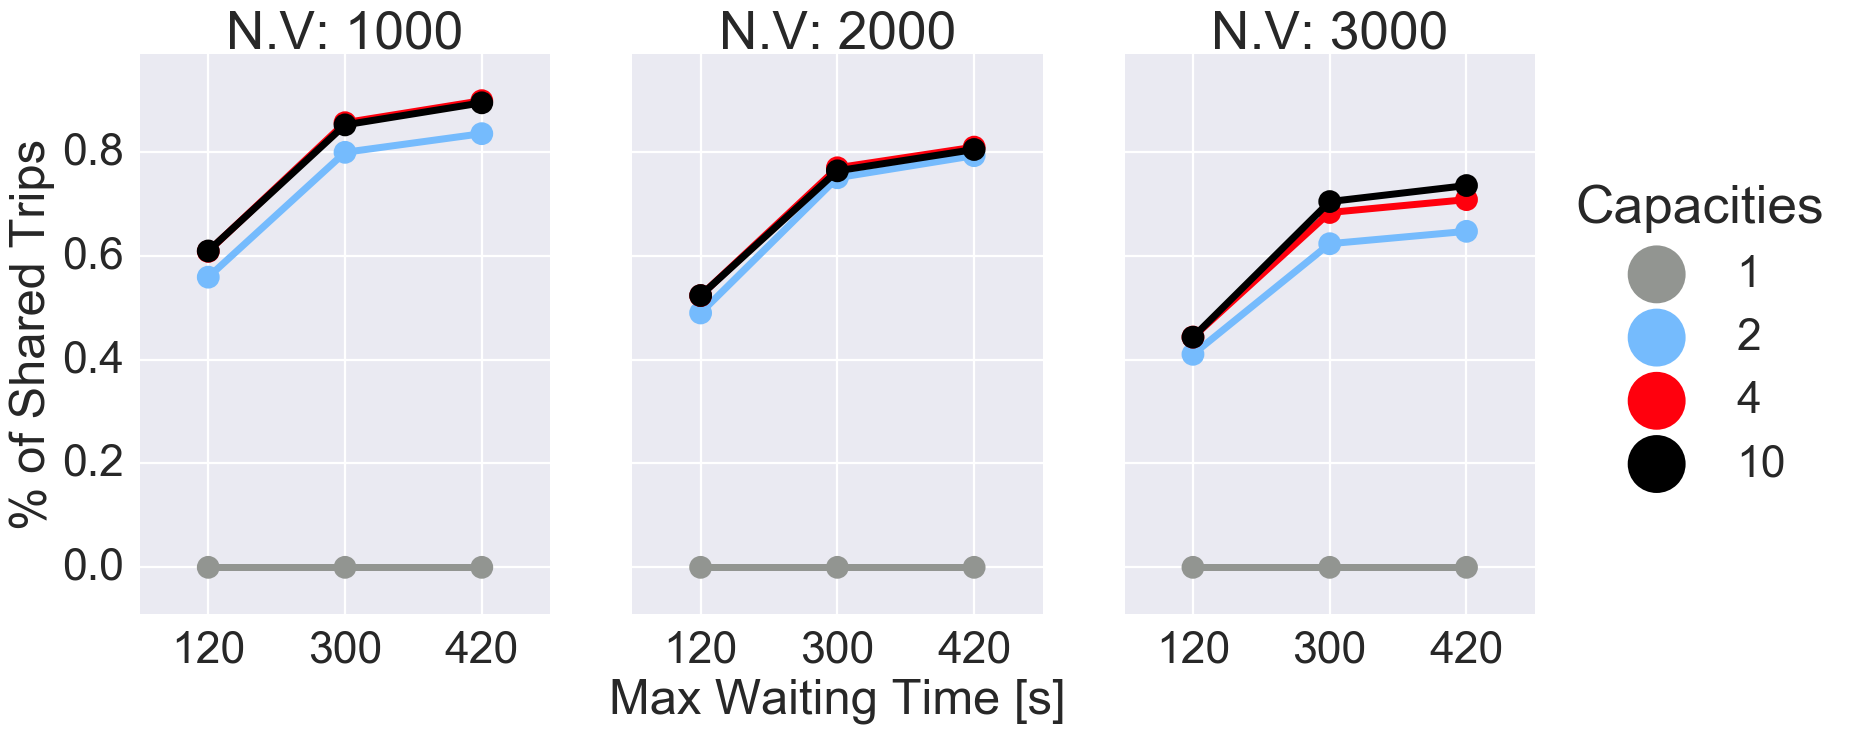 N.V: 1000
N.V: 2000
N.V: 3000
% of Shared Trips
0.8
0.6
0.4
0.2
0.0
120 300 420
120 300 420
120 300 420
Max Waiting Time [s]
Capacities
1
2
4
10